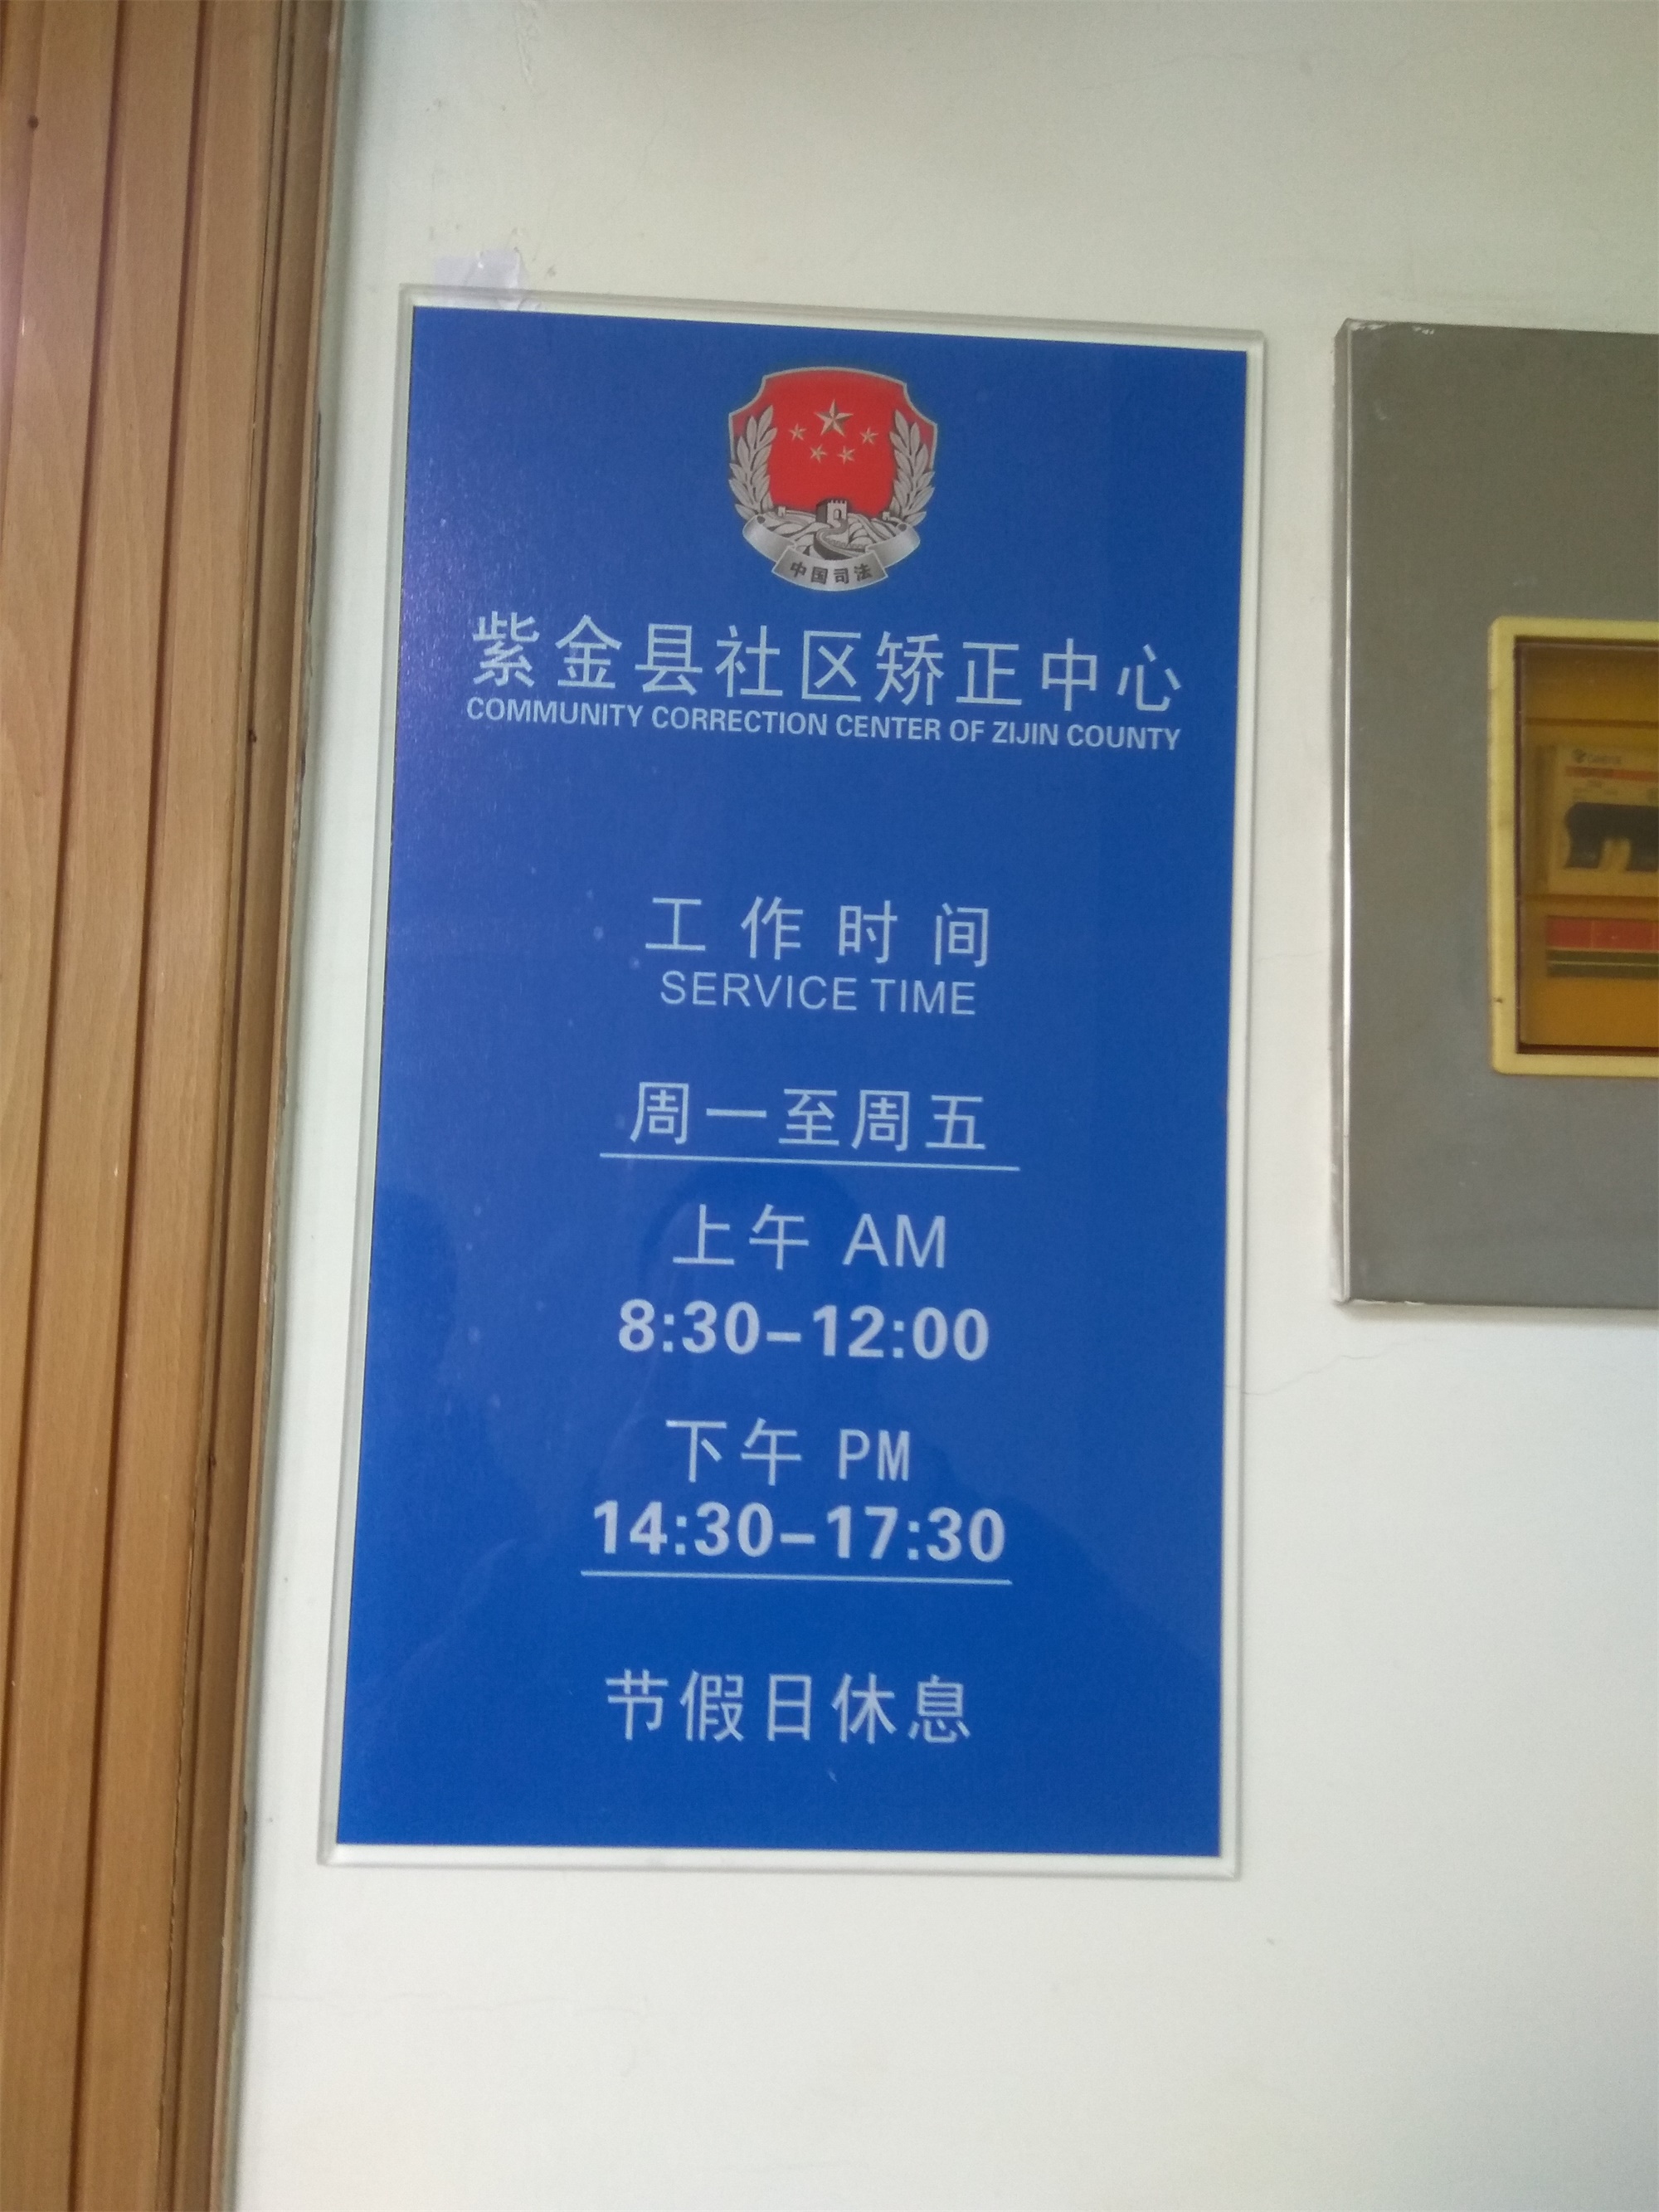 中国司法
紫金县社区矫正中心
COMMUNITY CORRECTION CENTER OF ZIJIN COUNTY
工作时间
SERVICE TIME
周一至周五
上午 AM
8:30-12:00
下午 PM
14:30-17:30
节假日休息